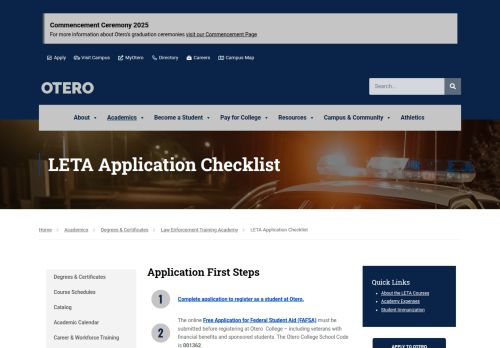 Commencement Ceremony 2025
For more information about Otero's graduation ceremonies visit our Commencement Page
Apply Visit Campus MyOtero Directory Careers Campus Map
OTERO
Search...
About Academics Become a Student Pay for College Resources Campus & Community Athletics
LETA Application Checklist
Home Academics Degrees & Certificates Law Enforcement Training Academy LETA Application Checklist
Degrees & Certificates
Course Schedules
Catalog
Academic Calendar
Career & Workforce Training
Application First Steps
1 Complete application to register as a student at Otero.
2 The online Free Application for Federal Student Aid (FAFSA) must be
submitted before registering at Otero College – including veterans with
financial benefits and sponsored students. The Otero College School Code
is 001362
Quick Links
About the LETA Courses
Academy Expenses
Student Immunization
APPLY TO OTERO